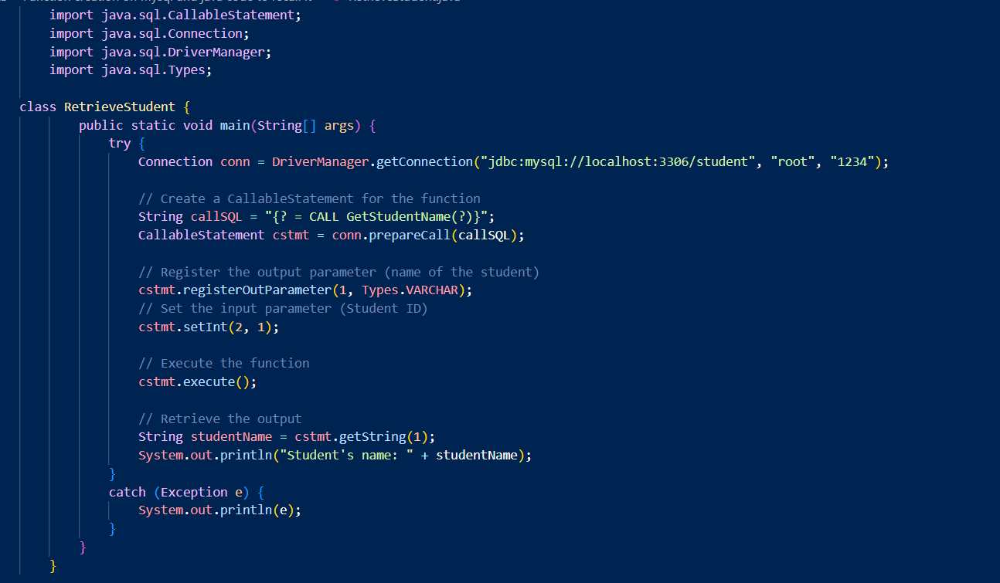 import java.sql.CallableStatement;
import java.sql.Connection;
import java.sql.DriverManager;
import java.sql.Types;
class RetrieveStudent {
public static void main(String[] args) {
try {
Connection conn = DriverManager.getConnection("jdbc:mysql://localhost:3306/student", "root", "1234");
// Create a CallableStatement for the function
String callSQL = "{? = CALL GetStudentName(?)}";
CallableStatement cstmt = conn.prepareCall(callSQL);
// Register the output parameter (name of the student)
cstmt.registerOutParameter(1, Types.VARCHAR);
// Set the input parameter (Student ID)
cstmt.setInt(2, 1);
// Execute the function
cstmt.execute();
// Retrieve the output
String studentName = cstmt.getString(1);
System.out.println("Student's name: " + studentName);
}
catch (Exception e) {
System.out.println(e);
}
}
}